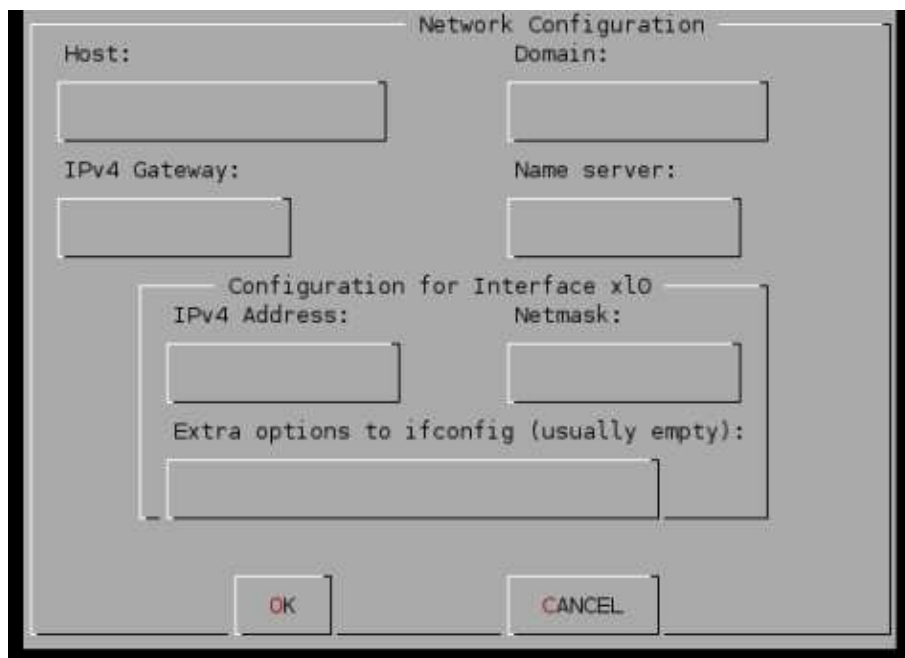 Network Configuration
Host: Domain:
IPv4 Gateway: Name server:
Configuration for Interface xl0
IPv4 Address: Netmask:
Extra options to ifconfig (usually empty):
OK CANCEL